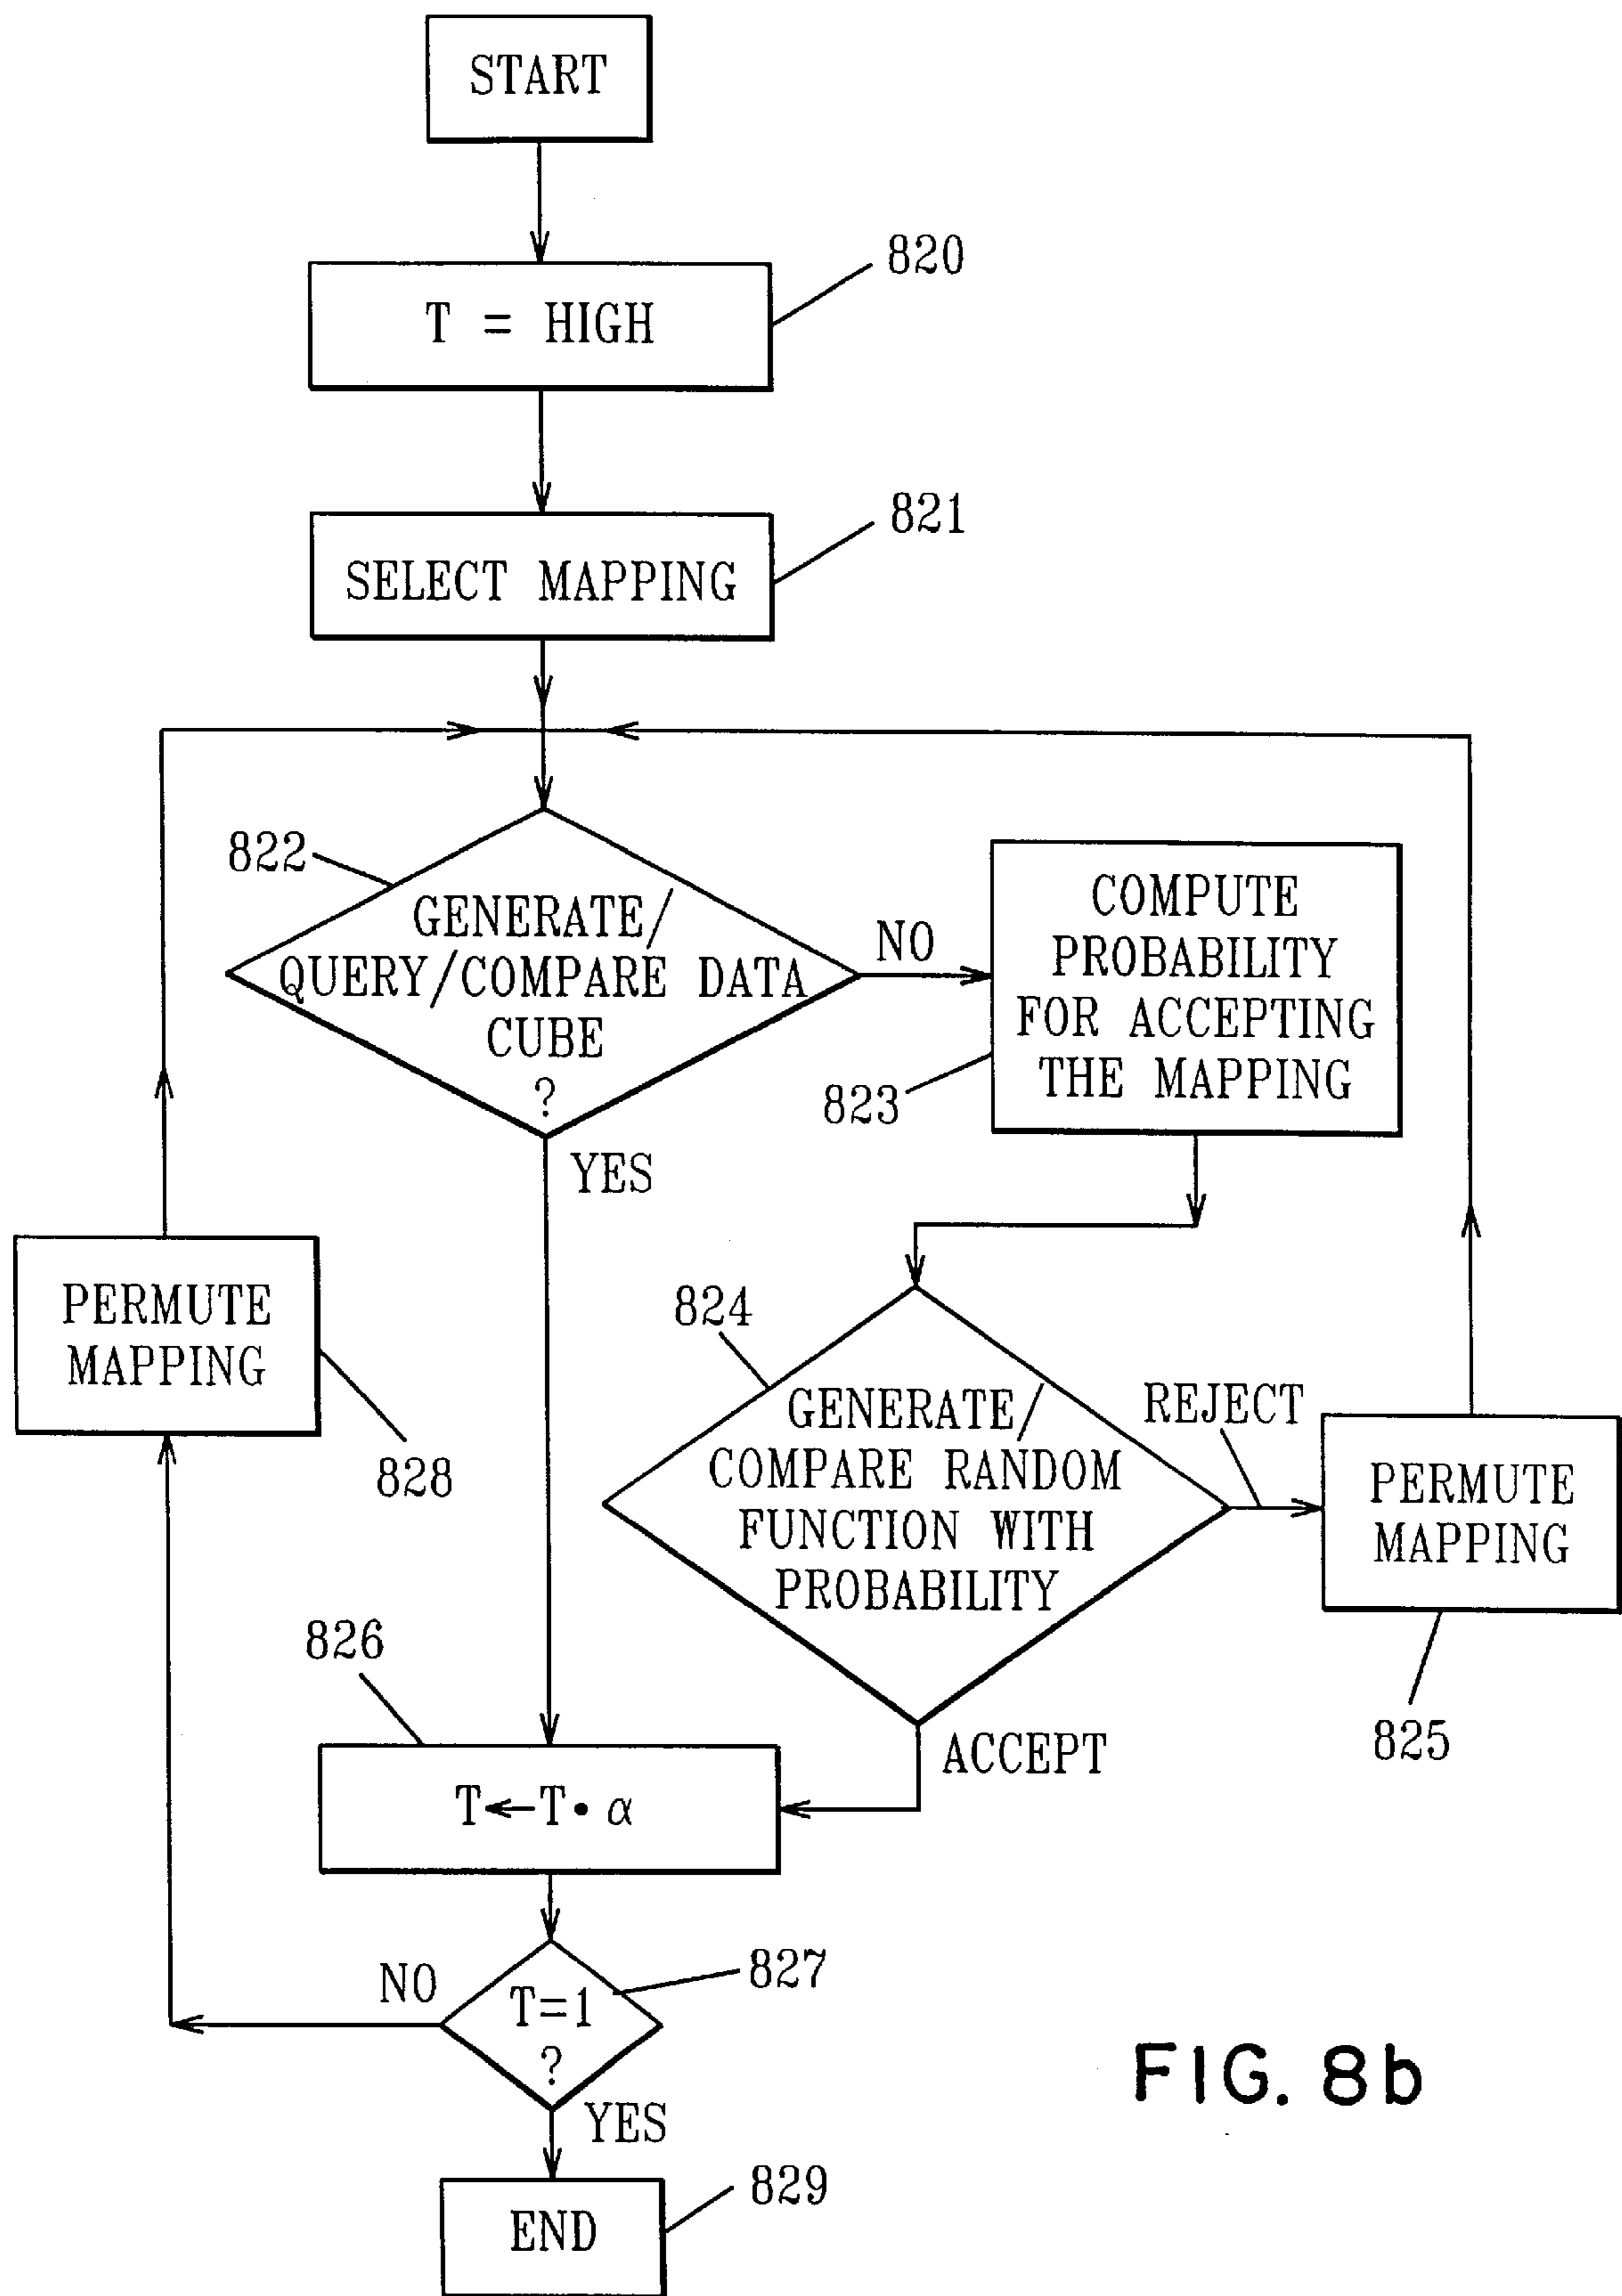 START
820
T = HIGH
821
SELECT MAPPING
822
GENERATE/
QUERY/COMPARE DATA
CUBE
?
NO
YES
COMPUTE
PROBABILITY
FOR ACCEPTING
THE MAPPING
823
PERMUTE
MAPPING
828
824
GENERATE/
COMPARE RANDOM
FUNCTION WITH
PROBABILITY
REJECT
PERMUTE
MAPPING
825
ACCEPT
826
T←T• α
827
T=1
?
NO
YES
END
829
FIG. 8b